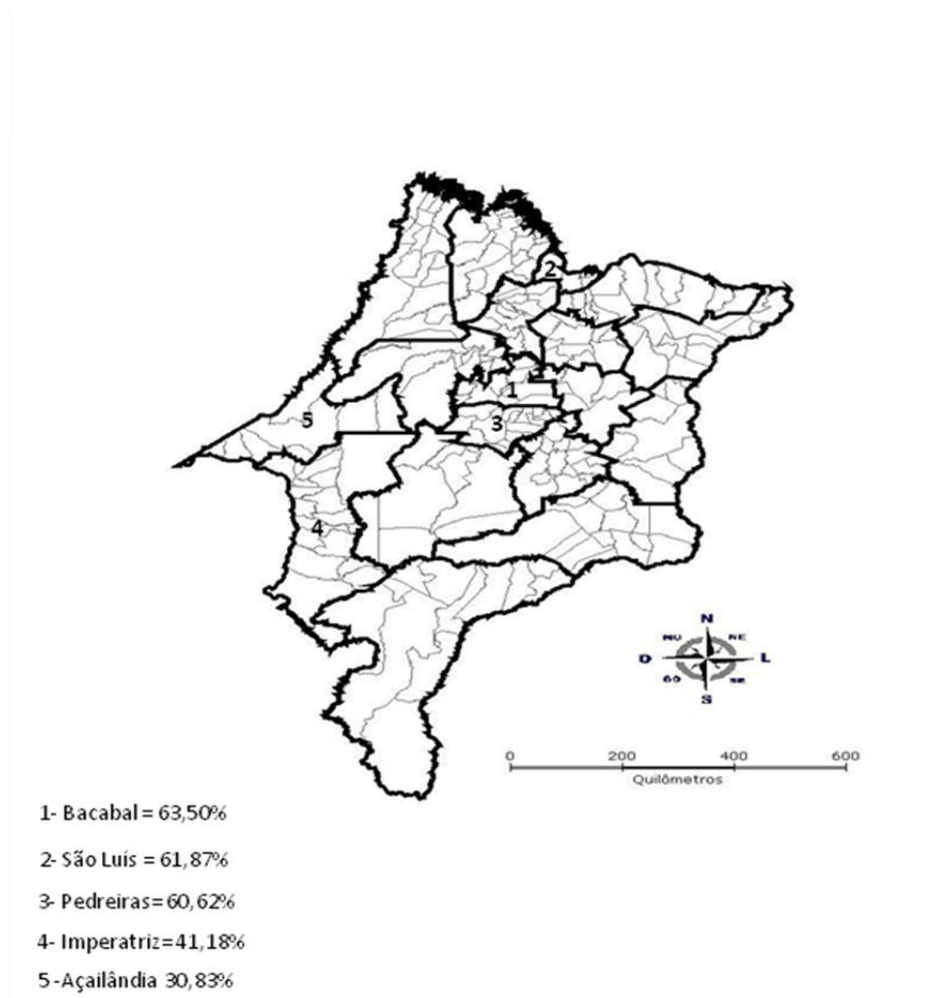 2
1
5
3
4
N
NU NE
O L
SO SE
S
0 200 400 600
Quilômetros
1- Bacabal = 63,50%
2- São Luís = 61,87%
3- Pedreiras=60,62%
4- Imperatriz=41,18%
5 -Açailândia 30,83%